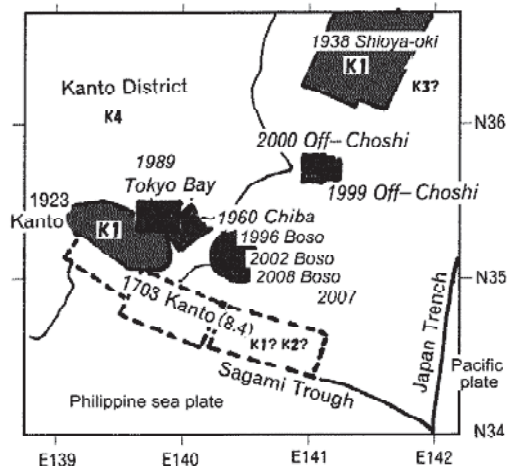 1938 Shioya-oki
K1
K3?
Kanto District
K4
N36
2000 Off-Choshi
1999 Off-Choshi
1989
Tokyo Bay
1923
Kanto
K1
1960 Chiba
1996 Boso
2002 Boso
2008 Boso
2007
N35
1703 Kanto (8.4)
K1? K2?
Sagami Trough
Japan Trench
Pacific
plate
Philippine sea plate
N34
E139
E140
E141
E142